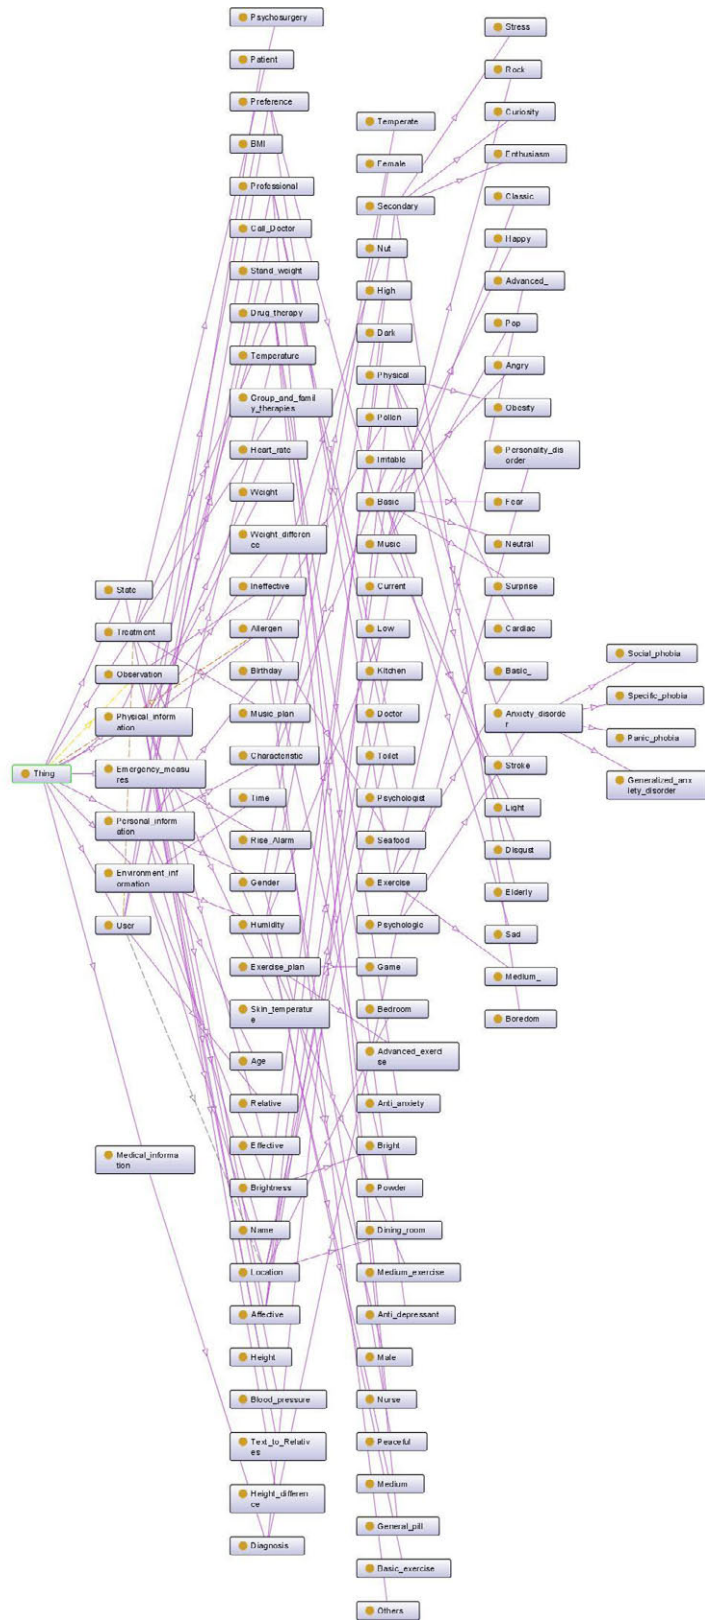 Thing
State
Treatment
Observation
Physical_inform
ation
Emergency_measu
res
Personal_inform
ation
Environment_inf
ormation
User
Medical_informa
tion
Psychosurgery
Patient
Preference
BMI
Professional
Call_Doctor
Stand_weight
Drug_therapy
Temperature
Group_and_famil
y_therapies
Heart_rate
Weight
Weight_differen
ce
Ineffective
Allergen
Birthday
Music_plan
Characteristic
Time
Rise_Alarm
Gender
Humidity
Exercise_plan
Skin_temperatur
e
Age
Relative
Effective
Brightness
Name
Location
Affective
Height
Blood_pressure
Text_to_Relativ
es
Height_differen
ce
Diagnosis
Temperate
Female
Secondary
Nut
High
Dark
Physical
Pollen
Irritable
Basic
Music
Current
Low
Kitchen
Doctor
Toilet
Psychologist
Seafood
Exercise
Psychologic
Game
Bedroom
Advanced_exerci
se
Anti_anxiety
Bright
Powder
Dining_room
Medium_exercise
Anti_depressant
Male
Nurse
Peaceful
Medium
General_pill
Basic_exercise
Others
Stress
Rock
Curiosity
Enthusiasm
Classic
Happy
Advanced_
Pop
Angry
Obesity
Personality_dis
order
Fear
Neutral
Surprise
Cardiac
Basic_
Anxiety_disorde
r
Stroke
Light
Disgust
Elderly
Sad
Medium_
Boredom
Social_phobia
Specific_phobia
Panic_phobia
Generalized_anx
iety_disorder